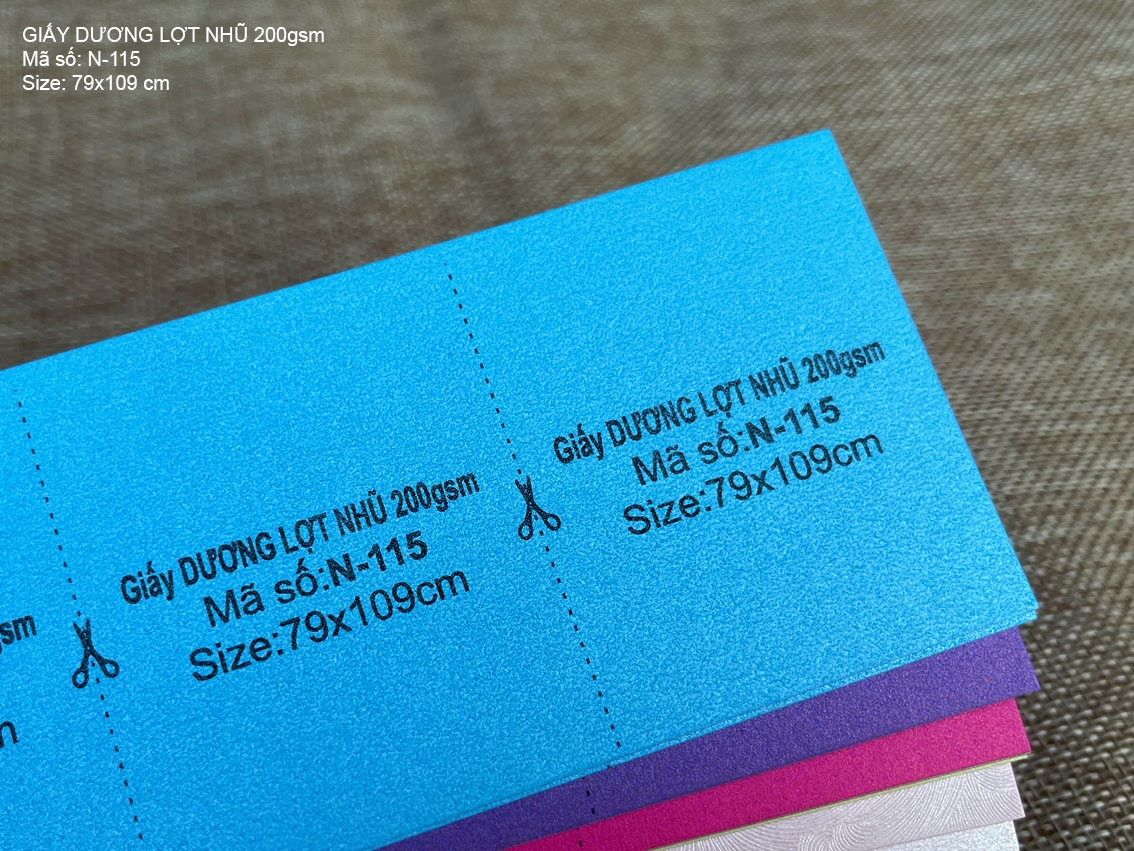 GIẤY DƯƠNG LỢT NHŨ 200gsm
Mã số: N-115
Size: 79x109 cm
Giấy DƯƠNG LỢT NHŨ 200gsm
Mã số:N-115
Size:79x109cm
Giấy DƯƠNG LỢT NHŨ 200gsm
Mã số:N-115
Size:79x109cm